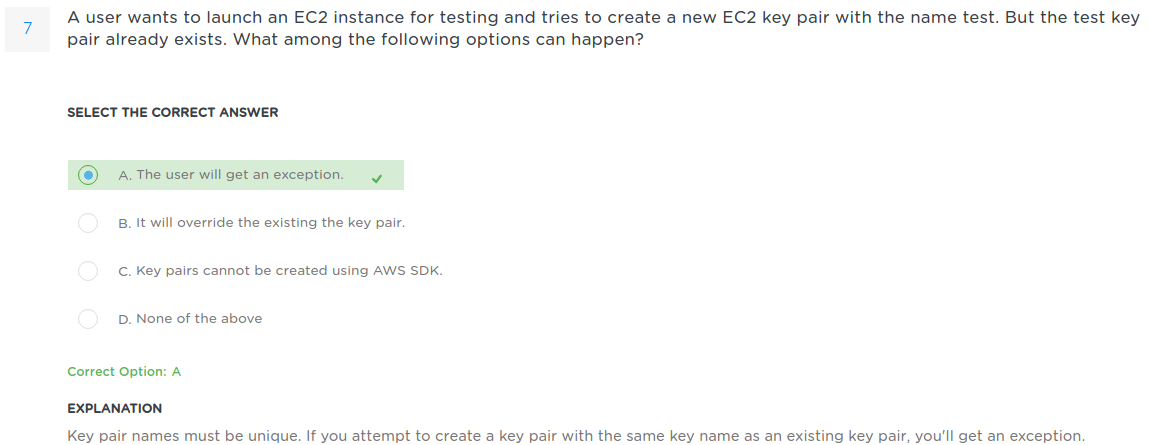 7
A user wants to launch an EC2 instance for testing and tries to create a new EC2 key pair with the name test. But the test key
pair already exists. What among the following options can happen?
SELECT THE CORRECT ANSWER
A. The user will get an exception.
B. It will override the existing the key pair.
C. Key pairs cannot be created using AWS SDK.
D. None of the above
Correct Option: A
EXPLANATION
Key pair names must be unique. If you attempt to create a key pair with the same key name as an existing key pair, you'll get an exception.